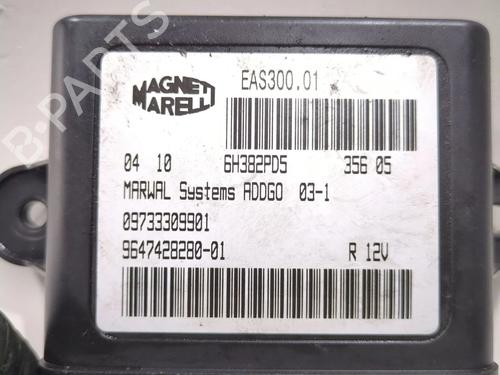 MAGNETI
MARELLI
EAS300.01
04 10 6H382PD5 356 05
MARWAL Systems ADDGO 03-1
09733309901
9647428280-01 R 12V
B-PARTS